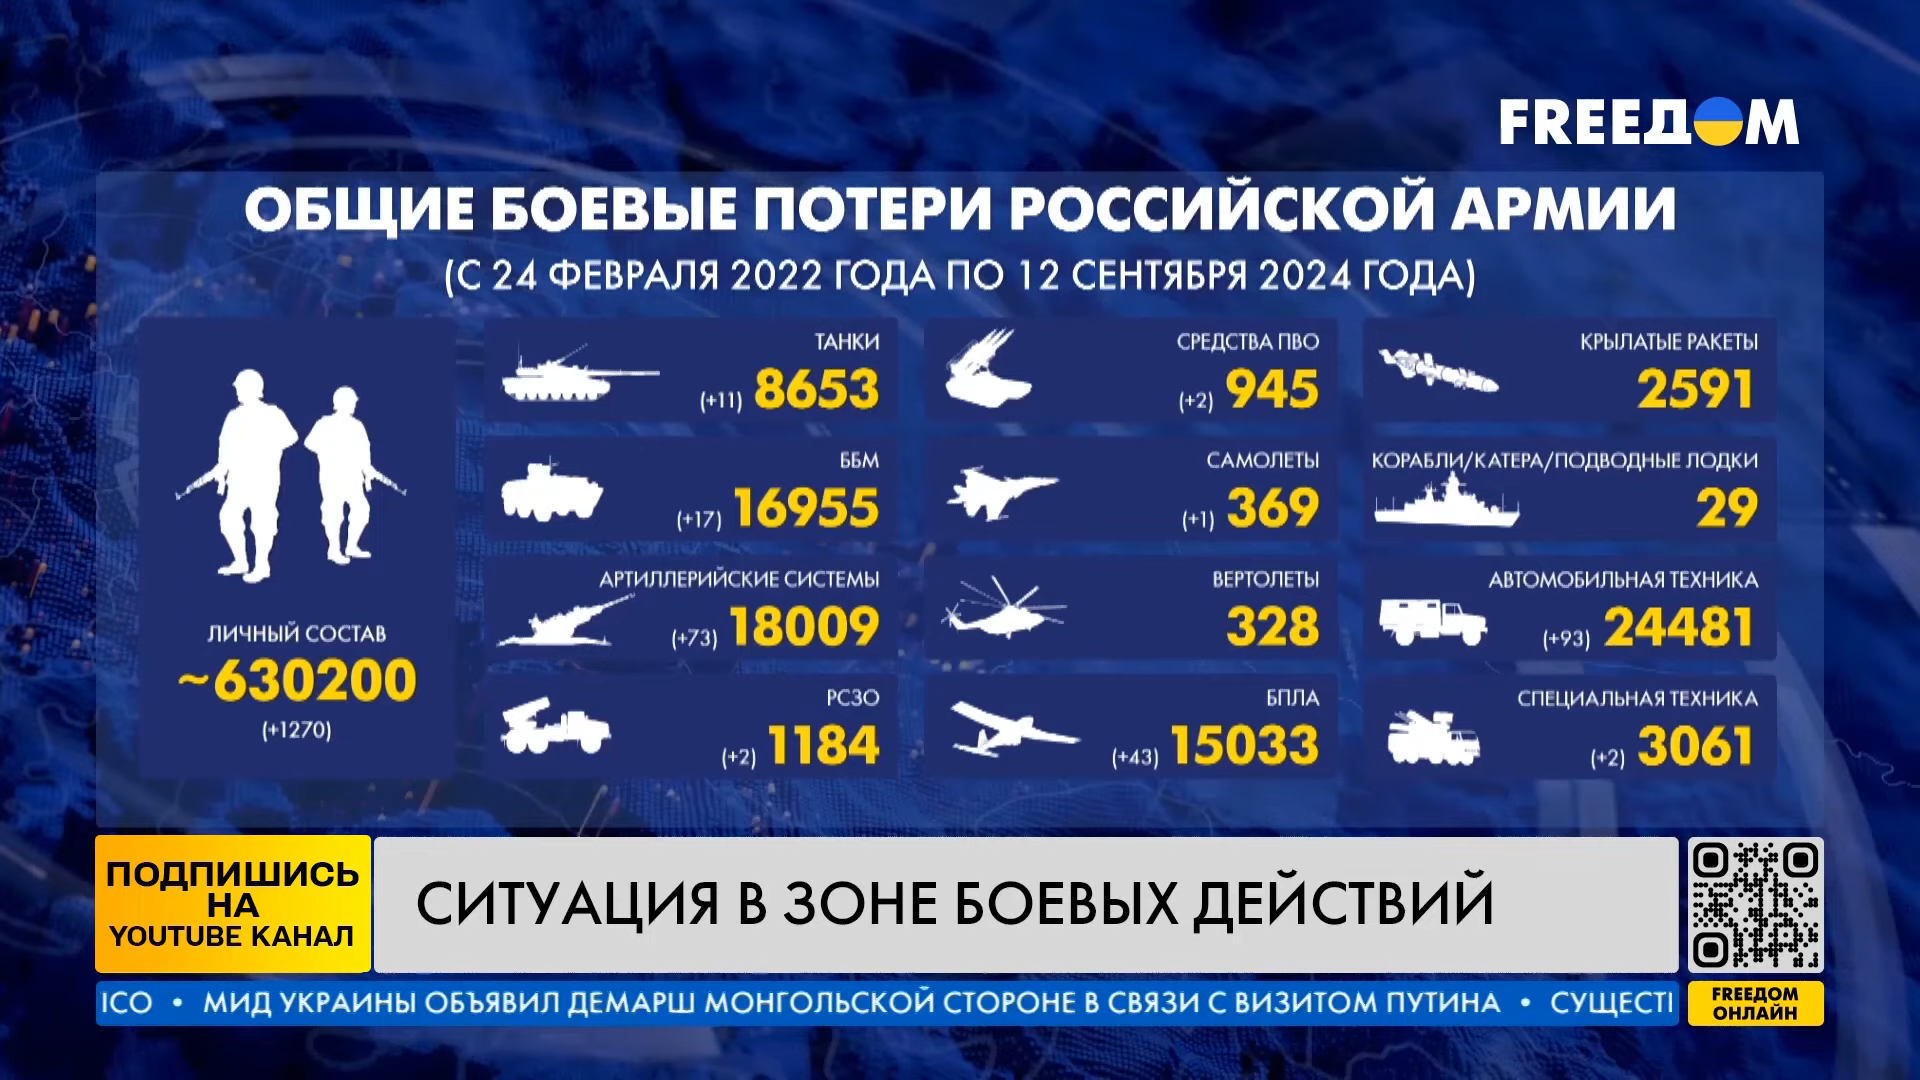 FREEДOM
ОБЩИЕ БОЕВЫЕ ПОТЕРИ РОССИЙСКОЙ АРМИИ
(С 24 ФЕВРАЛЯ 2022 ГОДА ПО 12 СЕНТЯБРЯ 2024 ГОДА)
ЛИЧНЫЙ СОСТАВ
~630200
(+1270)
ТАНКИ
(+11) 8653
ББМ
(+17) 16955
АРТИЛЛЕРИЙСКИЕ СИСТЕМЫ
(+73) 18009
РСЗО
(+2) 1184
СРЕДСТВА ПВО
(+2) 945
САМОЛЕТЫ
(+1) 369
ВЕРТОЛЕТЫ
328
БПЛА
(+43) 15033
КРЫЛАТЫЕ РАКЕТЫ
2591
КОРАБЛИ/КАТЕРА/ПОДВОДНЫЕ ЛОДКИ
29
АВТОМОБИЛЬНАЯ ТЕХНИКА
(+93) 24481
СПЕЦИАЛЬНАЯ ТЕХНИКА
(+2) 3061
ПОДПИШИСЬ
НА
YOUTUBE КАНАЛ
СИТУАЦИЯ В ЗОНЕ БОЕВЫХ ДЕЙСТВИЙ
ICO • МИД УКРАИНЫ ОБЪЯВИЛ ДЕМАРШ МОНГОЛЬСКОЙ СТОРОНЕ В СВЯЗИ С ВИЗИТОМ ПУТИНА •
FREEДOM
ОНЛАЙН